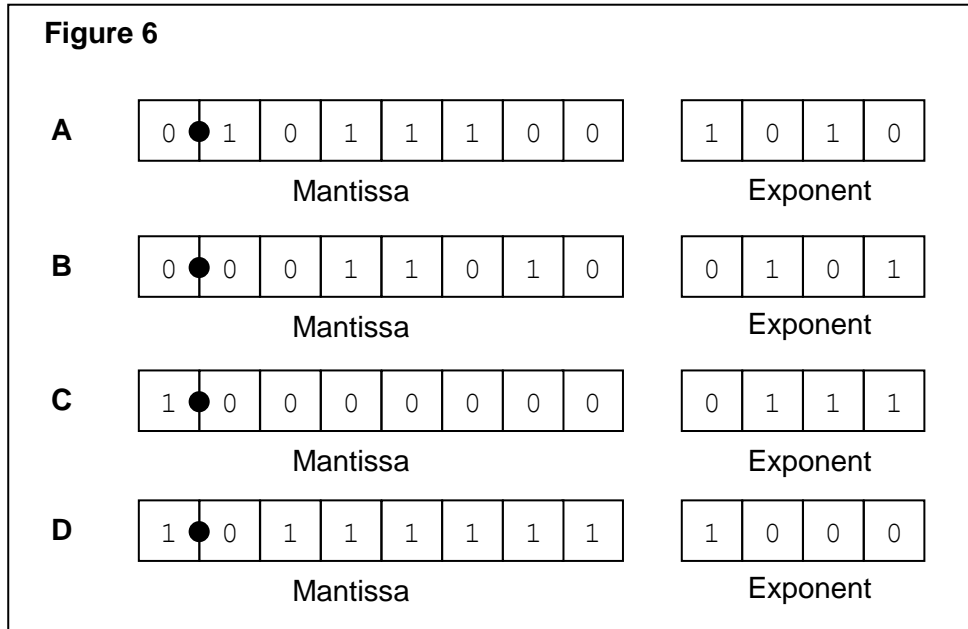 Figure 6
A 0 1 0 1 1 1 0 0 1 0 1 0
Mantissa Exponent
B 0 0 0 1 1 0 1 0 0 1 0 1
Mantissa Exponent
C 1 0 0 0 0 0 0 0 0 1 1 1
Mantissa Exponent
D 1 0 1 1 1 1 1 1 1 0 0 0
Mantissa Exponent